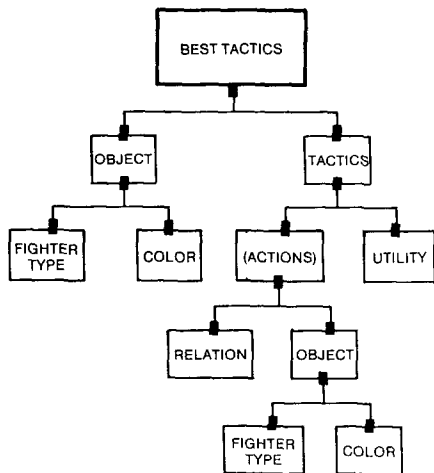 BEST TACTICS
OBJECT
TACTICS
FIGHTER
TYPE
COLOR
(ACTIONS)
UTILITY
RELATION
OBJECT
FIGHTER
TYPE
COLOR